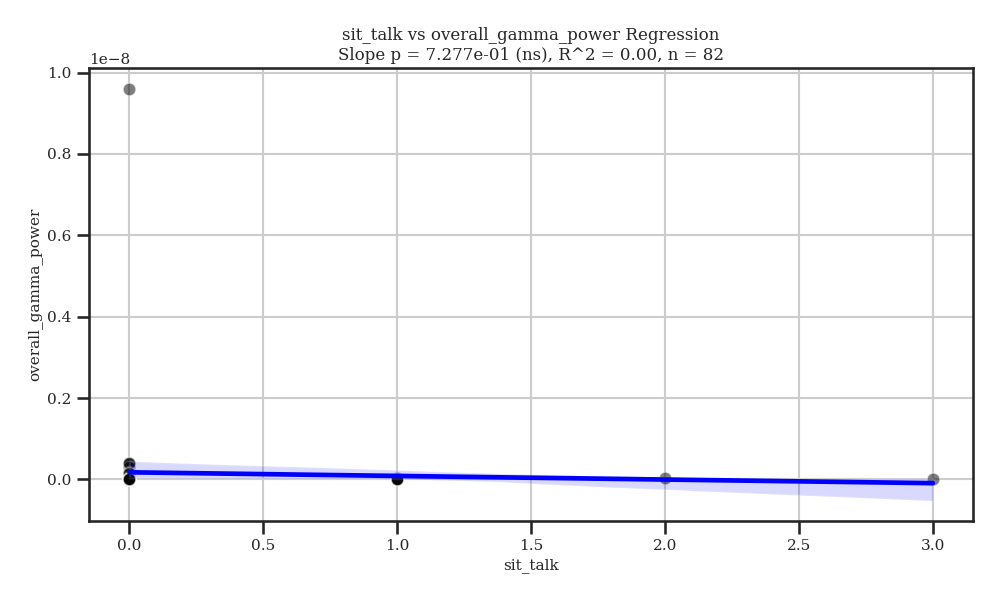 sit_talk vs overall_gamma_power Regression
Slope p = 7.277e-01 (ns), R^2 = 0.00, n = 82
1e−8
1.0
0.8
0.6
0.4
0.2
0.0
overall_gamma_power
0.0 0.5 1.0 1.5 2.0 2.5 3.0
sit_talk